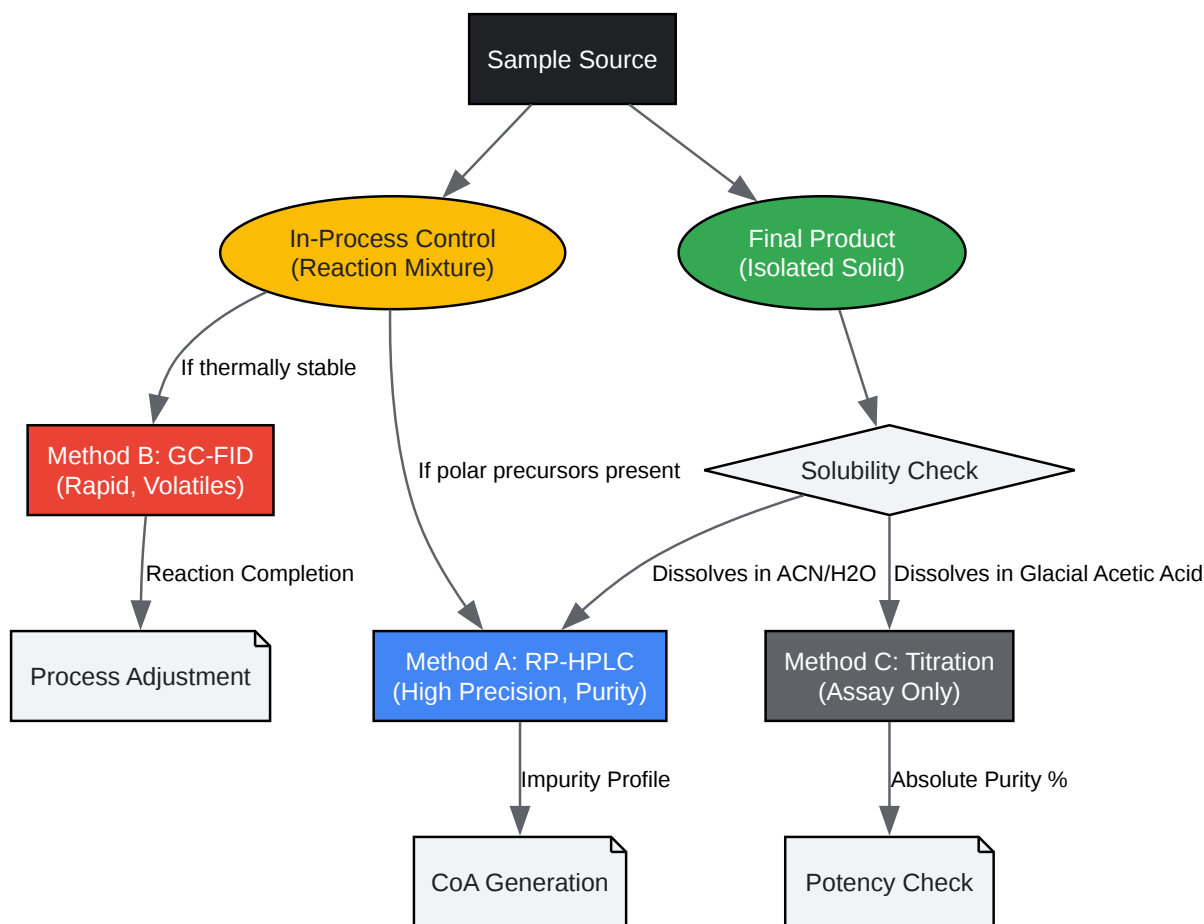 Sample Source
In-Process Control
(Reaction Mixture)
Final Product
(Isolated Solid)
If thermally stable
If polar precursors present
Method B: GC-FID
(Rapid, Volatiles)
Solubility Check
Reaction Completion
Dissolves in ACN/H2O
Dissolves in Glacial Acetic Acid
Process Adjustment
Method A: RP-HPLC
(High Precision, Purity)
Method C: Titration
(Assay Only)
Impurity Profile
Absolute Purity %
CoA Generation
Potency Check